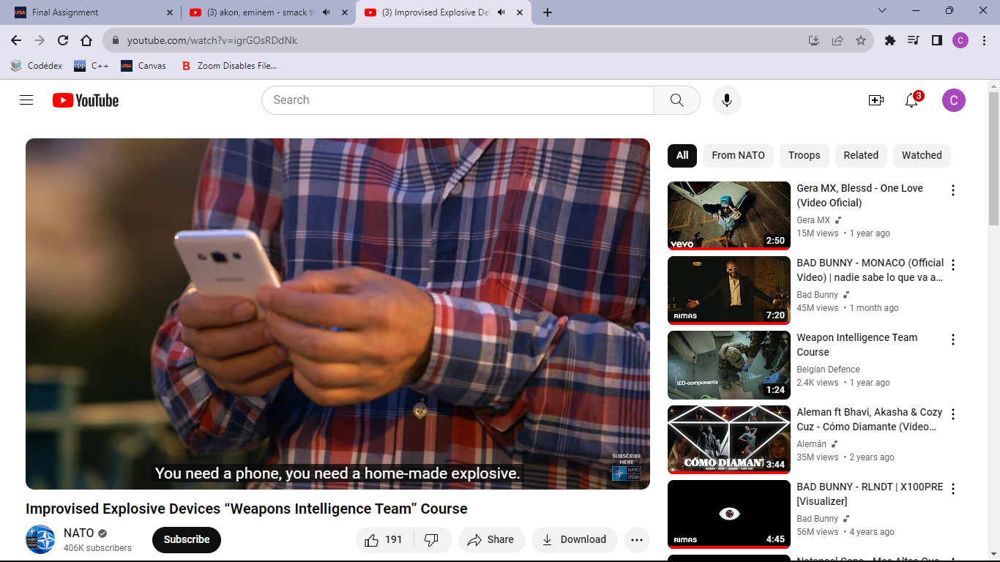 Final Assignment
(3) akon, eminem - smack th
(3) Improvised Explosive De
youtube.com/watch?v=igrGOsRDdNk
C
Codédex
cpp
C++
UTSA
Canvas
B
Zoom Disables File...
YouTube
Search
3
C
You need a phone, you need a home-made explosive.
SUBSCRIBE
HERE
NATO
OTAN
Improvised Explosive Devices “Weapons Intelligence Team” Course
NATO
406K subscribers
Subscribe
191
Share
Download
All
From NATO
Troops
Related
Watched
vevo
2:50
Gera MX, Blessd - One Love
(Video Oficial)
Gera MX
15M views • 1 year ago
RIMAS
7:20
BAD BUNNY - MONACO (Official
Video) | nadie sabe lo que va a...
Bad Bunny
45M views • 1 month ago
IED-components
1:24
Weapon Intelligence Team
Course
Belgian Defence
2.4K views • 1 year ago
CÓMO DIAMANT
3:44
Aleman ft Bhavi, Akasha & Cozy
Cuz - Cómo Diamante (Video...
Alemán
35M views • 2 years ago
RIMAS
4:45
BAD BUNNY - RLNDT | X100PRE
[Visualizer]
Bad Bunny
56M views • 4 years ago